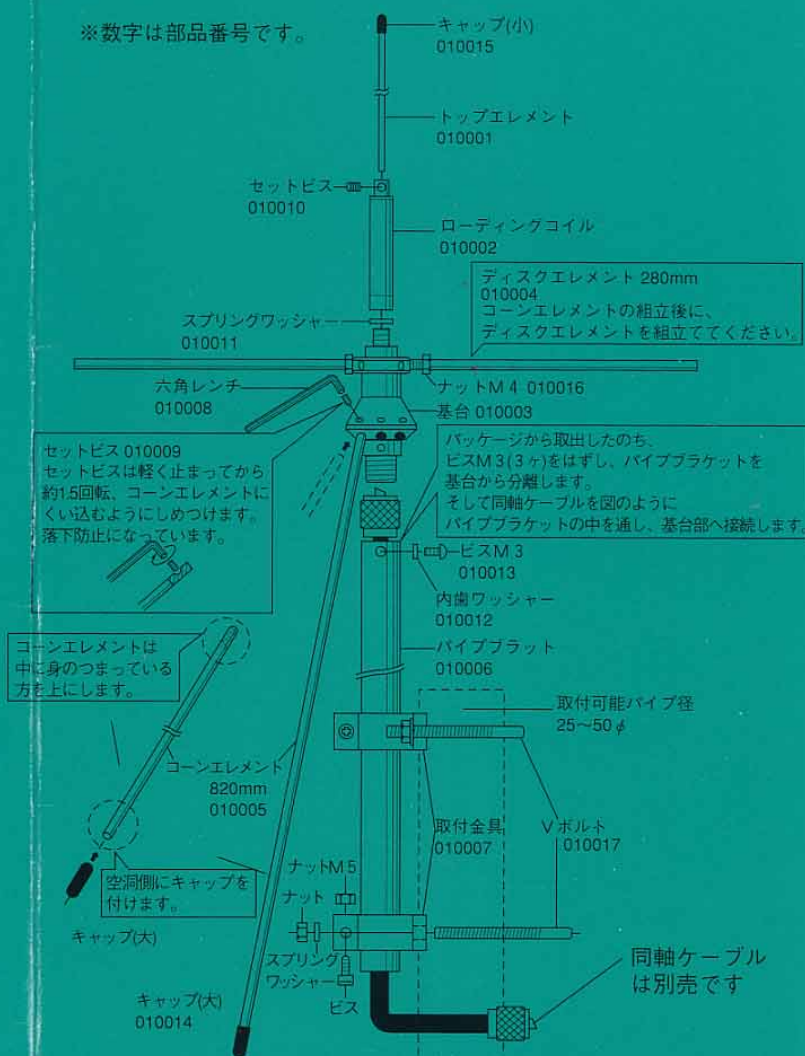 ※数字は部品番号です。
キャップ(小)
010015
トップエレメント
010001
セットビス
010010
ローディングコイル
010002
ディスクエレメント 280mm
010004
コーンエレメントの組立後に、
ディスクエレメントを組立ててください。
スプリングワッシャー
010011
六角レンチ
010008
ナットM4 010016
基台 010003
セットビス 010009
セットビスは軽く止まってから
約1.5回転、コーンエレメントに
くい込むようにしめつけます。
落下防止になっています。
パッケージから取出したのち、
ビスM3(3ヶ)をはずし、パイプブラケットを
基台から分離します。
そして同軸ケーブルを図のように
パイプブラケットの中を通し、基台部へ接続します。
ビスM3
010013
内歯ワッシャー
010012
コーンエレメントは
中に身のつまっている
方を上にします。
パイプブラット
010006
取付可能パイプ径
25〜50φ
コーンエレメント
820mm
010005
取付金具
010007
Vボルト
010017
空洞側にキャップを
付けます。
キャップ(大)
ナットM5
ナット
スプリング
ワッシャー
ビス
キャップ(大)
010014
同軸ケーブル
は別売です